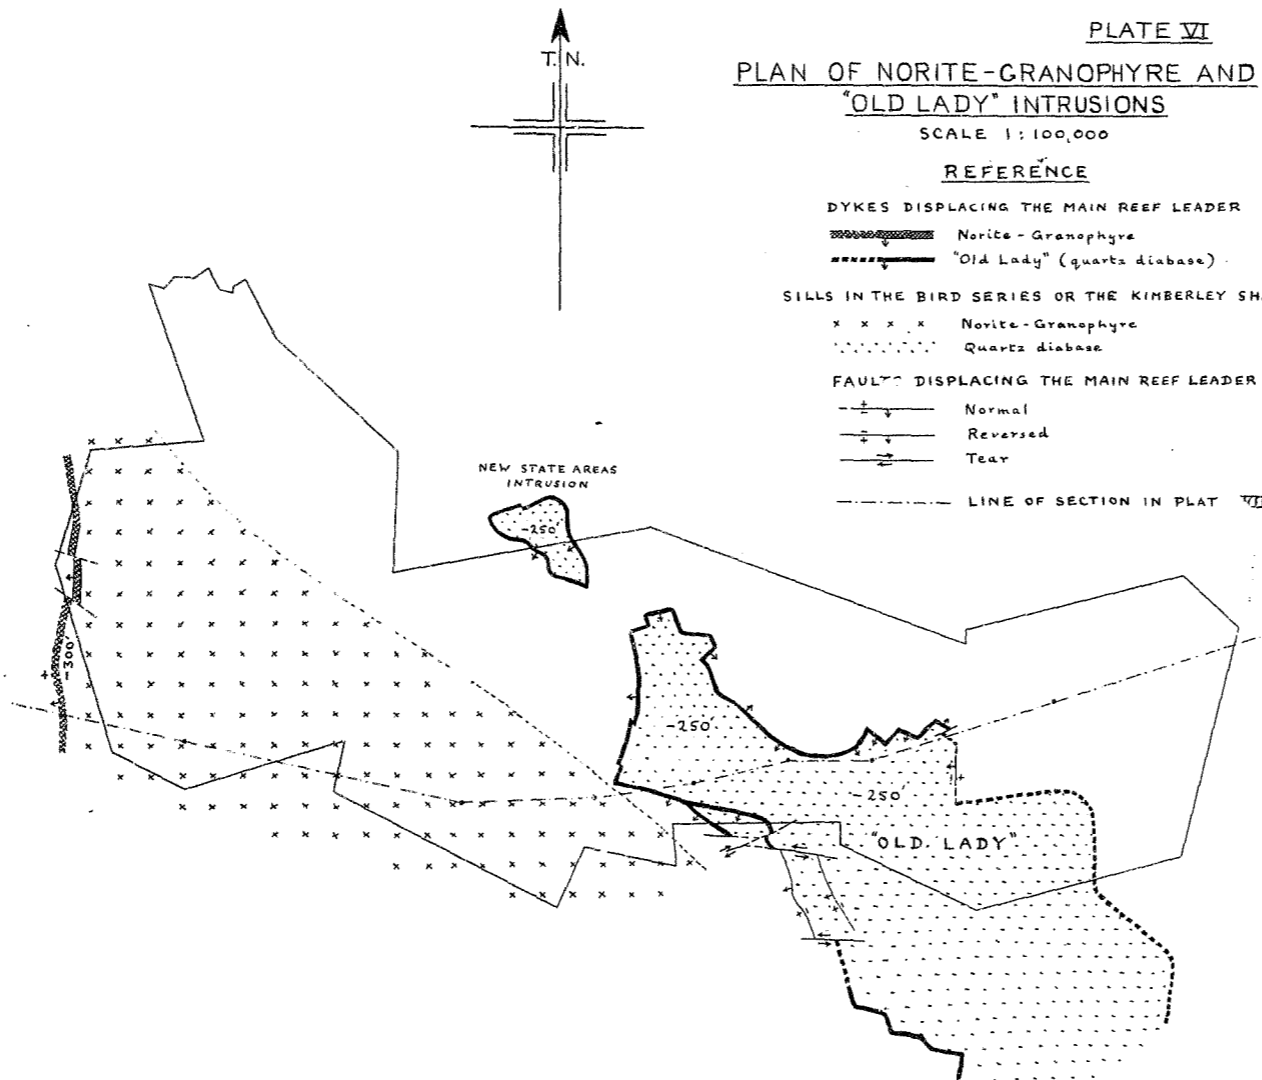 PLATE VI
PLAN OF NORITE-GRANOPHYRE AND
"OLD LADY" INTRUSIONS
SCALE 1:100,000
REFERENCE
DYKES DISPLACING THE MAIN REEF LEADER
Norite-Granophyre
"Old Lady" (quartz diabase)
SILLS IN THE BIRD SERIES OR THE KIMBERLEY SH
Norite-Granophyre
Quartz diabase
DISPLACING THE MAIN REEF LEADER
Normal
Reversed
Tear
LINE OF SECTION IN PLAT
T. N.
NEW STATE AREAS
INTRUSION
-250'
-300'
-250'
-250'
"OLD LADY"